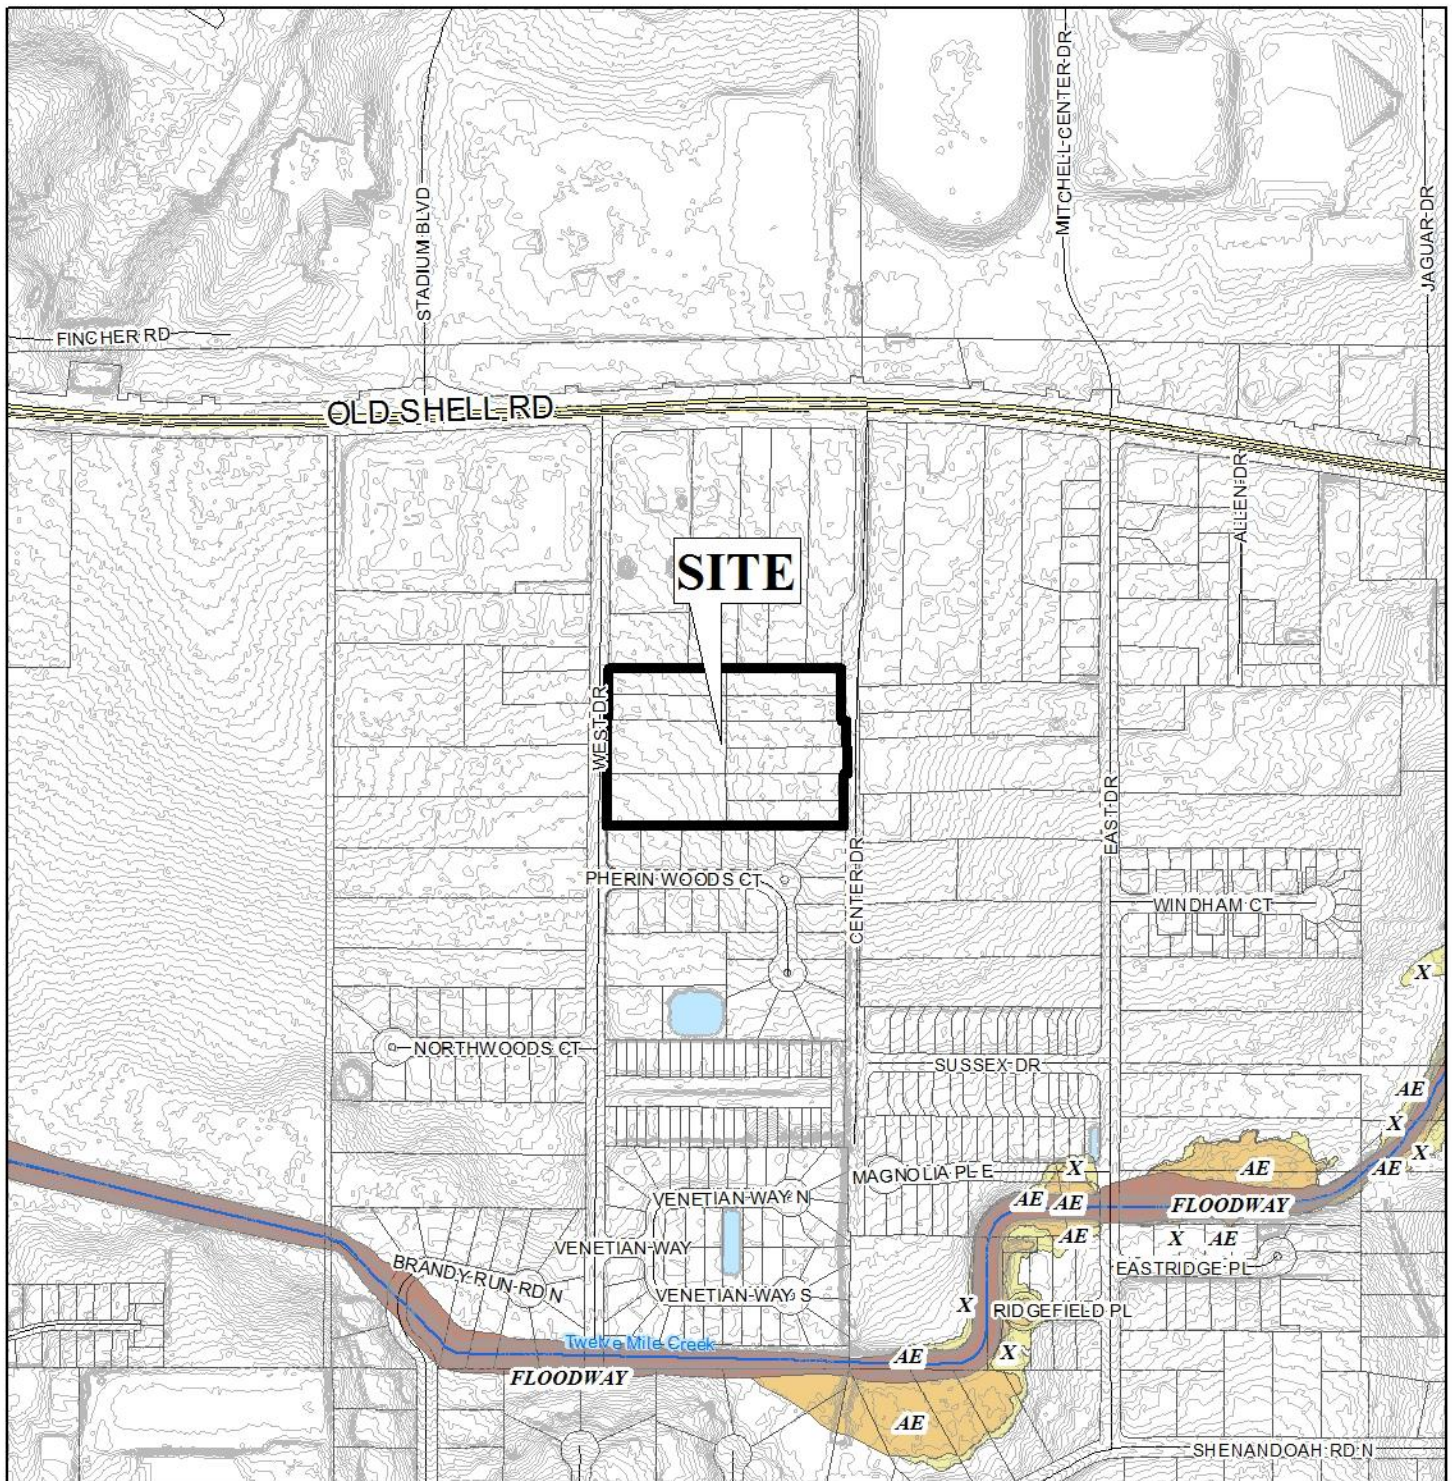 MITCHELL-CENTER-DR
STADIUM BLVD
JAGUAR-DR
FINCHER RD
OLD SHELL RD
ALLEN-DR
SITE
WEST-DR
EAST-DR
CENTER-DR
PHERIN WOODS CT
WINDHAM CT
X
NORTHWOODS CT
SUSSEX DR
AE
X
X
MAGNOLIA PL E
X
AE
AE
VENETIAN-WAY N
AE
AE
FLOODWAY
VENETIAN-WAY
AE
X
AE
BRANDY-RUN-RD N
EASTRIDGE PL
VENETIAN-WAY S
X
RIDGEFIELD PL
Twelve Mile Creek
AE
X
FLOODWAY
AE
SHENANDOAH RD N